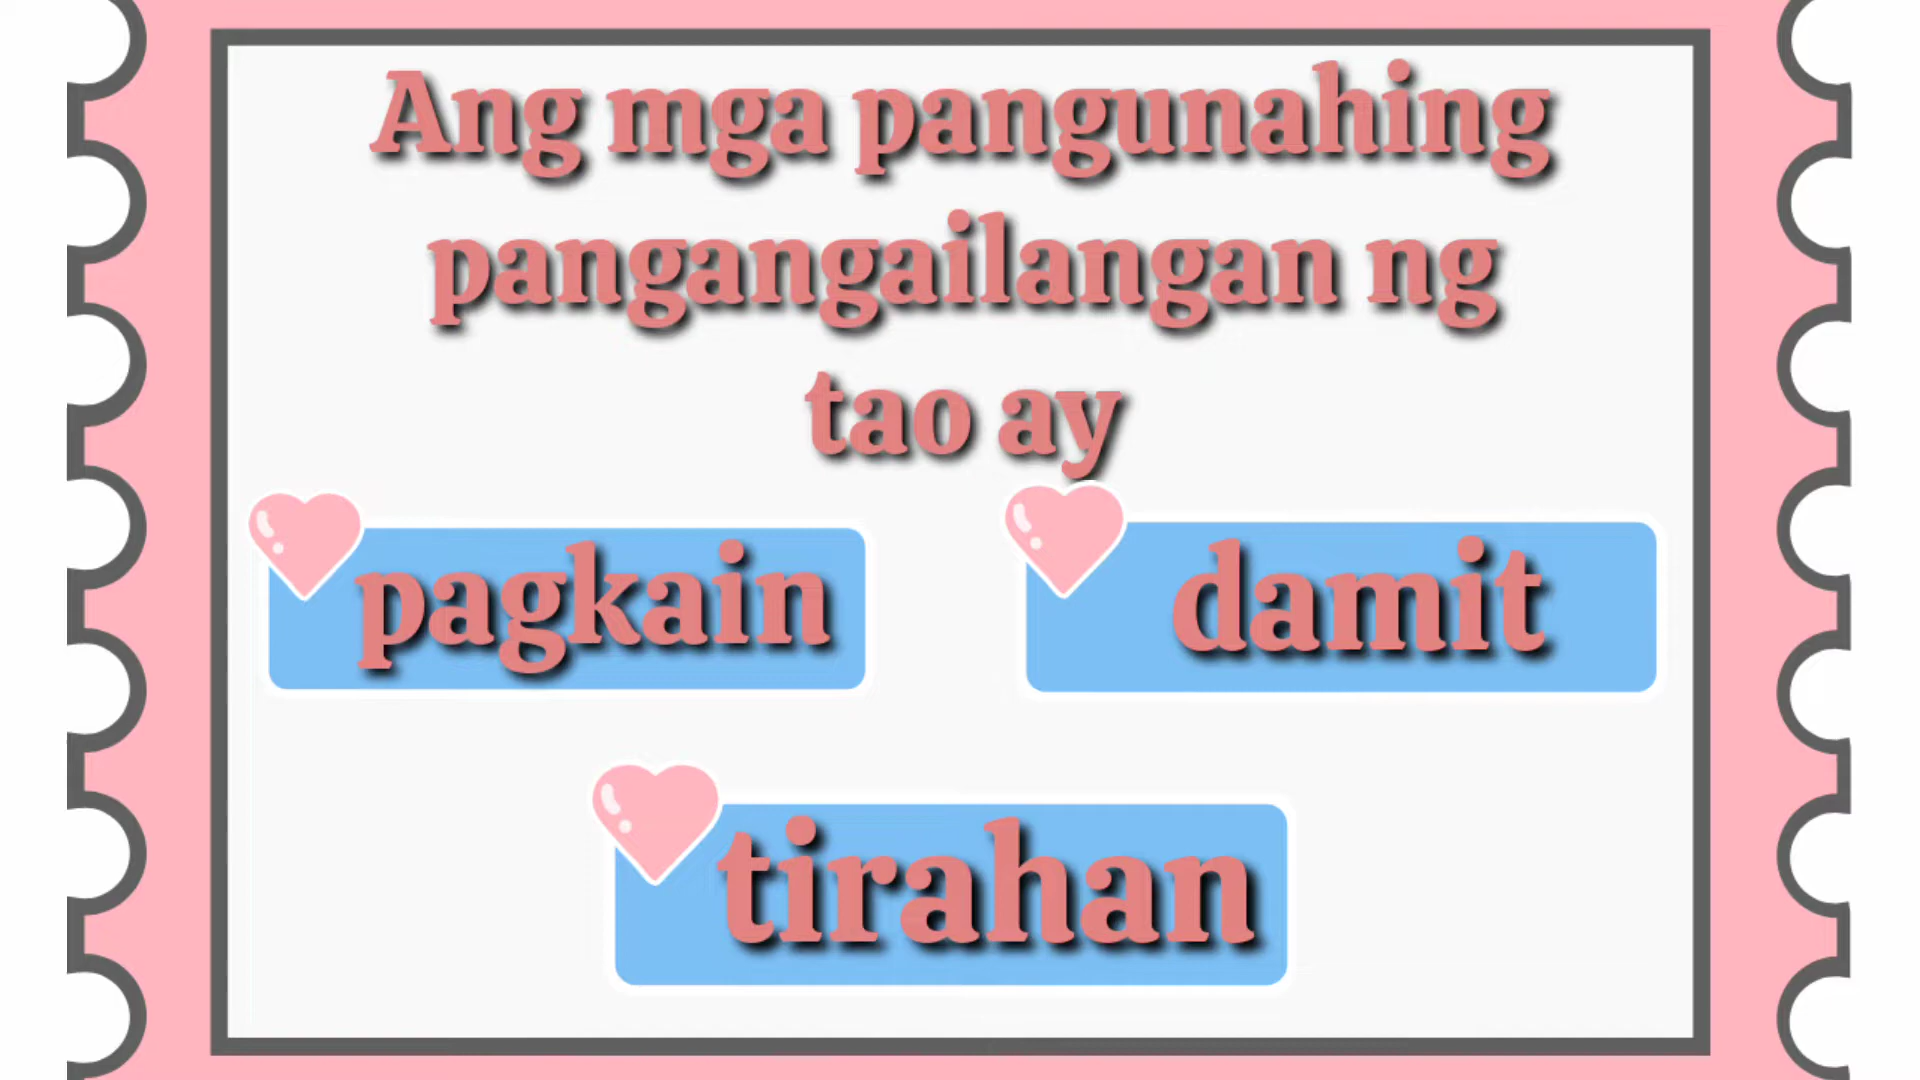 Ang mga pangunahing
pangangailangan ng
tao ay
pagkain
damit
tirahan